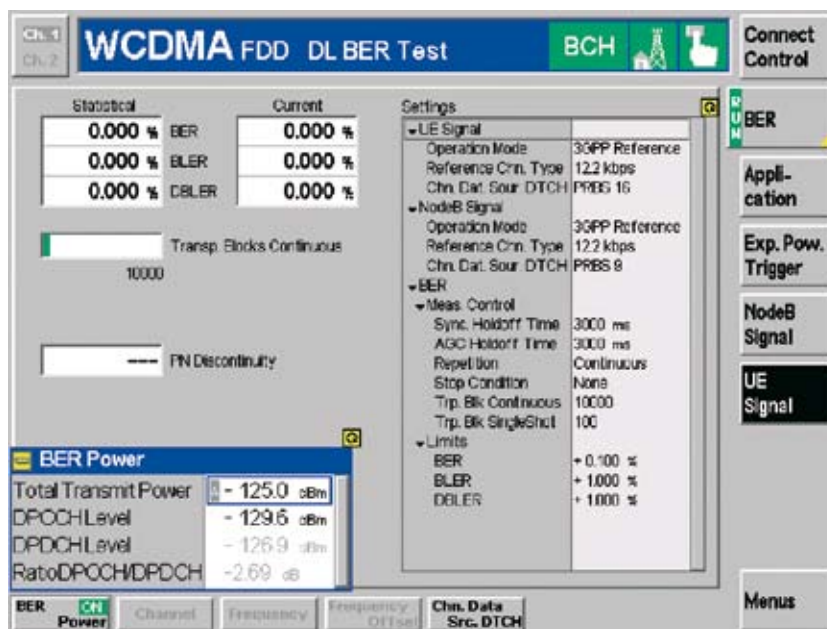 Ch. 1
Ch. 2
WCDMA FDD DL BER Test
BCH
Connect
Control
Statistical
Current
0.000 % BER 0.000 %
0.000 % BLER 0.000 %
0.000 % DBLER 0.000 %
Transp. Blocks Continuous
10000
--- PN Discontinuity
Settings
UE Signal
Operation Mode 3GPP Reference
Reference Chn. Type 12.2 kbps
Chn. Dat. Sour. DTCH PRBS 16
NodeB Signal
Operation Mode 3GPP Reference
Reference Chn. Type 12.2 kbps
Chn. Dat. Sour. DTCH PRBS 9
BER
Meas. Control
Sync. Holdoff Time 3000 ms
AGC Holdoff Time 3000 ms
Repetition Continuous
Stop Condition None
Trp. Blk Continuous 10000
Trp. Blk SingleShot 100
Limits
BER + 0.100 %
BLER + 1.000 %
DBLER + 1.000 %
RUN
BER
Appli-
cation
Exp. Pow.
Trigger
NodeB
Signal
UE
Signal
Menus
BER Power
Total Transmit Power - 125.0 dBm
DPCCH Level - 129.6 dBm
DPDCH Level - 126.9 dBm
Ratio DPCCH/DPDCH -2.69 dB
BER ON
Power
Channel
Frequency
Frequency
Offset
Chn. Data
Src. DTCH